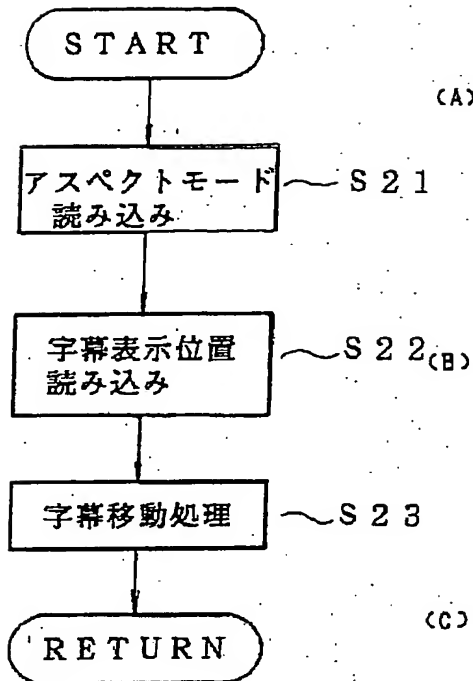 START
(A)
アスペクトモード
読み込み
S21
字幕表示位置
読み込み
S22
(B)
字幕移動処理
S23
(C)
RETURN